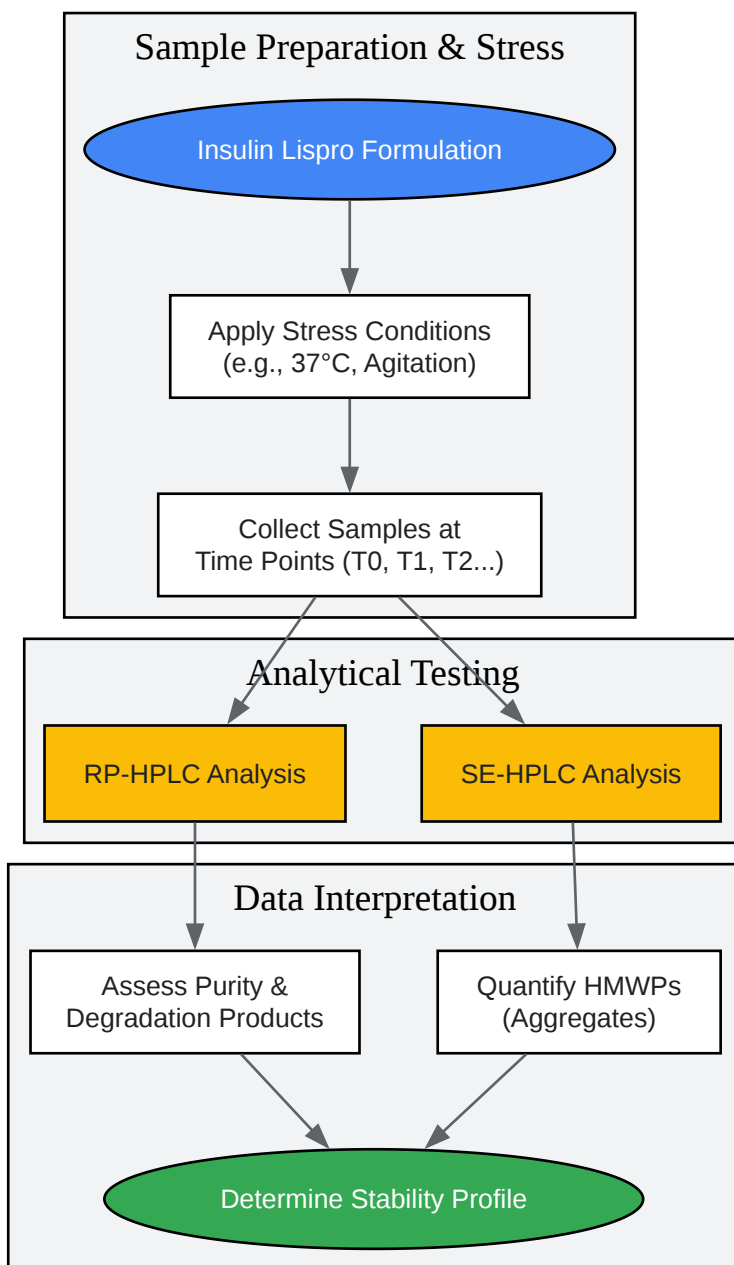 Sample Preparation & Stress
Insulin Lispro Formulation
Apply Stress Conditions
(e.g., 37°C, Agitation)
Collect Samples at
Time Points (T0, T1, T2...)
Analytical Testing
RP-HPLC Analysis
SE-HPLC Analysis
Data Interpretation
Assess Purity &
Degradation Products
Quantify HMWPs
(Aggregates)
Determine Stability Profile